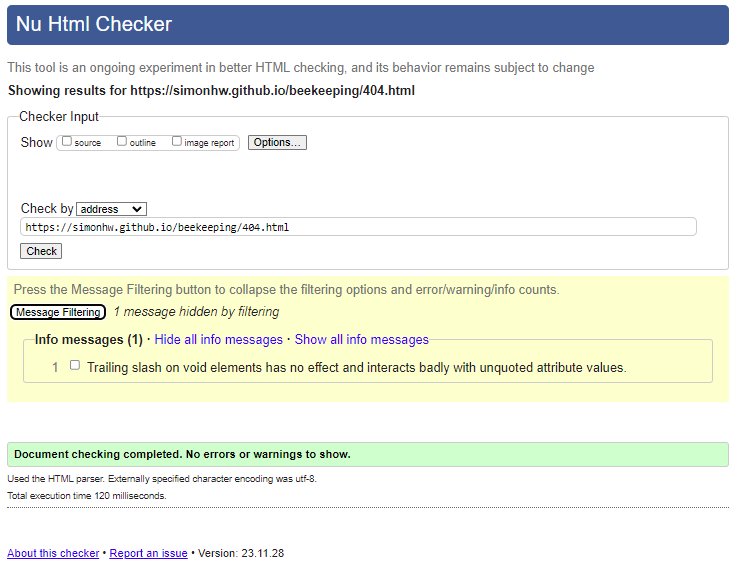 Nu Html Checker
This tool is an ongoing experiment in better HTML checking, and its behavior remains subject to change
Showing results for https://simonhw.github.io/beekeeping/404.html
Checker Input
Show source outline image report Options...
Check by address
https://simonhw.github.io/beekeeping/404.html
Check
Press the Message Filtering button to collapse the filtering options and error/warning/info counts.
Message Filtering 1 message hidden by filtering
Info messages (1) · Hide all info messages · Show all info messages
1 Trailing slash on void elements has no effect and interacts badly with unquoted attribute values.
Document checking completed. No errors or warnings to show.
Used the HTML parser. Externally specified character encoding was utf-8.
Total execution time 120 milliseconds.
About this checker • Report an issue • Version: 23.11.28